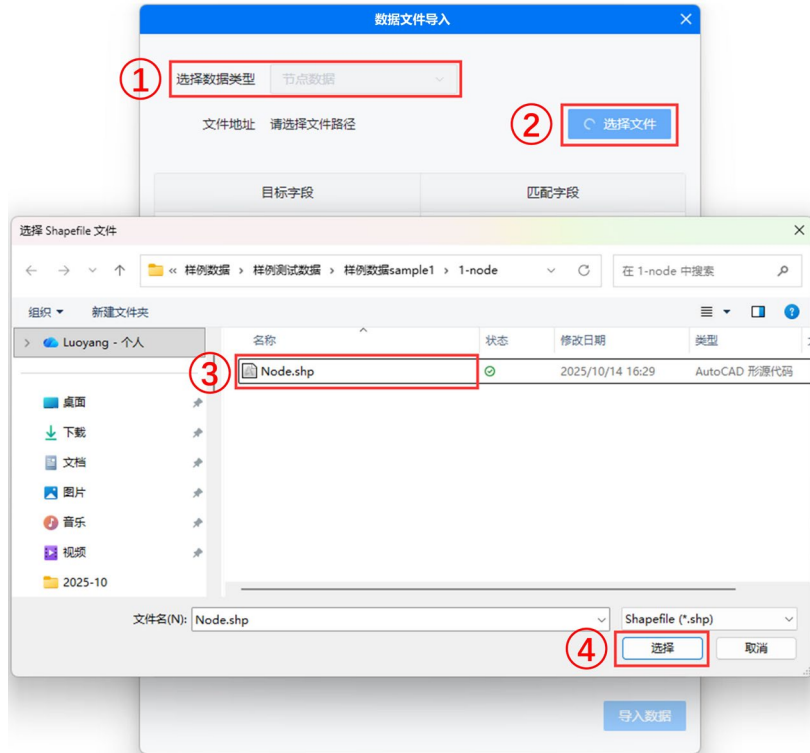 数据文件导入
① 选择数据类型 节点数据
文件地址 请选择文件路径 ② 选择文件
目标字段 匹配字段
选择 Shapefile 文件
« 样例数据 › 样例测试数据 › 样例数据sample1 › 1-node 在 1-node 中搜索
组织 新建文件夹
Luoyang - 个人 名称 状态 修改日期 类型
③ Node.shp 2025/10/14 16:29 AutoCAD 形源代码
桌面
下载
文档
图片
音乐
视频
2025-10
文件名(N): Node.shp Shapefile (*.shp)
④ 选择 取消
导入数据